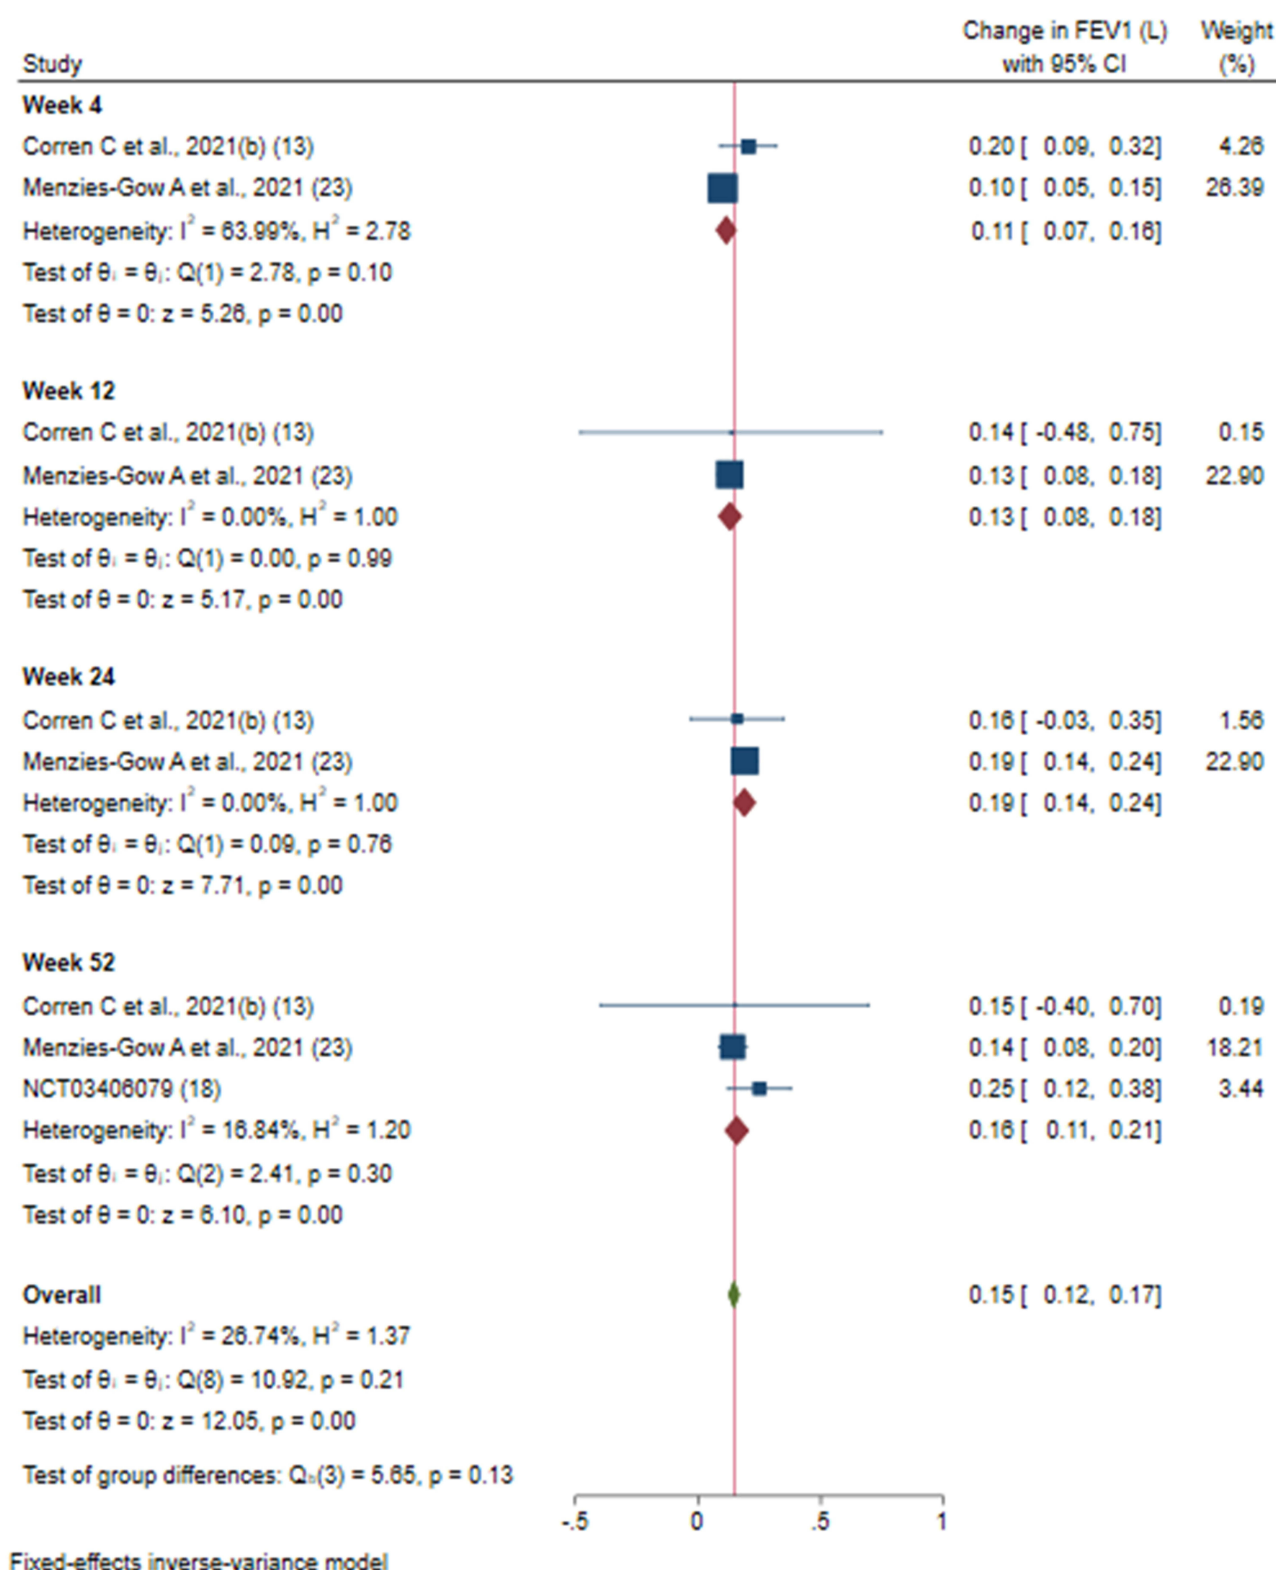 Change in FEV1 (L) Weight
Study with 95% CI (%)
Week 4
Corren C et al., 2021(b) (13) 0.20 [ 0.09, 0.32] 4.26
Menzies-Gow A et al., 2021 (23) 0.10 [ 0.05, 0.15] 26.39
Heterogeneity: I² = 63.99%, H² = 2.78 0.11 [ 0.07, 0.16]
Test of θᵢ = θⱼ: Q(1) = 2.78, p = 0.10
Test of θ = 0: z = 5.26, p = 0.00
Week 12
Corren C et al., 2021(b) (13) 0.14 [ -0.48, 0.75] 0.15
Menzies-Gow A et al., 2021 (23) 0.13 [ 0.08, 0.18] 22.90
Heterogeneity: I² = 0.00%, H² = 1.00 0.13 [ 0.08, 0.18]
Test of θᵢ = θⱼ: Q(1) = 0.00, p = 0.99
Test of θ = 0: z = 5.17, p = 0.00
Week 24
Corren C et al., 2021(b) (13) 0.16 [ -0.03, 0.35] 1.56
Menzies-Gow A et al., 2021 (23) 0.19 [ 0.14, 0.24] 22.90
Heterogeneity: I² = 0.00%, H² = 1.00 0.19 [ 0.14, 0.24]
Test of θᵢ = θⱼ: Q(1) = 0.09, p = 0.76
Test of θ = 0: z = 7.71, p = 0.00
Week 52
Corren C et al., 2021(b) (13) 0.15 [ -0.40, 0.70] 0.19
Menzies-Gow A et al., 2021 (23) 0.14 [ 0.08, 0.20] 18.21
NCT03406079 (18) 0.25 [ 0.12, 0.38] 3.44
Heterogeneity: I² = 16.84%, H² = 1.20 0.16 [ 0.11, 0.21]
Test of θᵢ = θⱼ: Q(2) = 2.41, p = 0.30
Test of θ = 0: z = 6.10, p = 0.00
Overall 0.15 [ 0.12, 0.17]
Heterogeneity: I² = 26.74%, H² = 1.37
Test of θᵢ = θⱼ: Q(8) = 10.92, p = 0.21
Test of θ = 0: z = 12.05, p = 0.00
Test of group differences: Q_b(3) = 5.65, p = 0.13
-.5 0 .5 1
Fixed-effects inverse-variance model